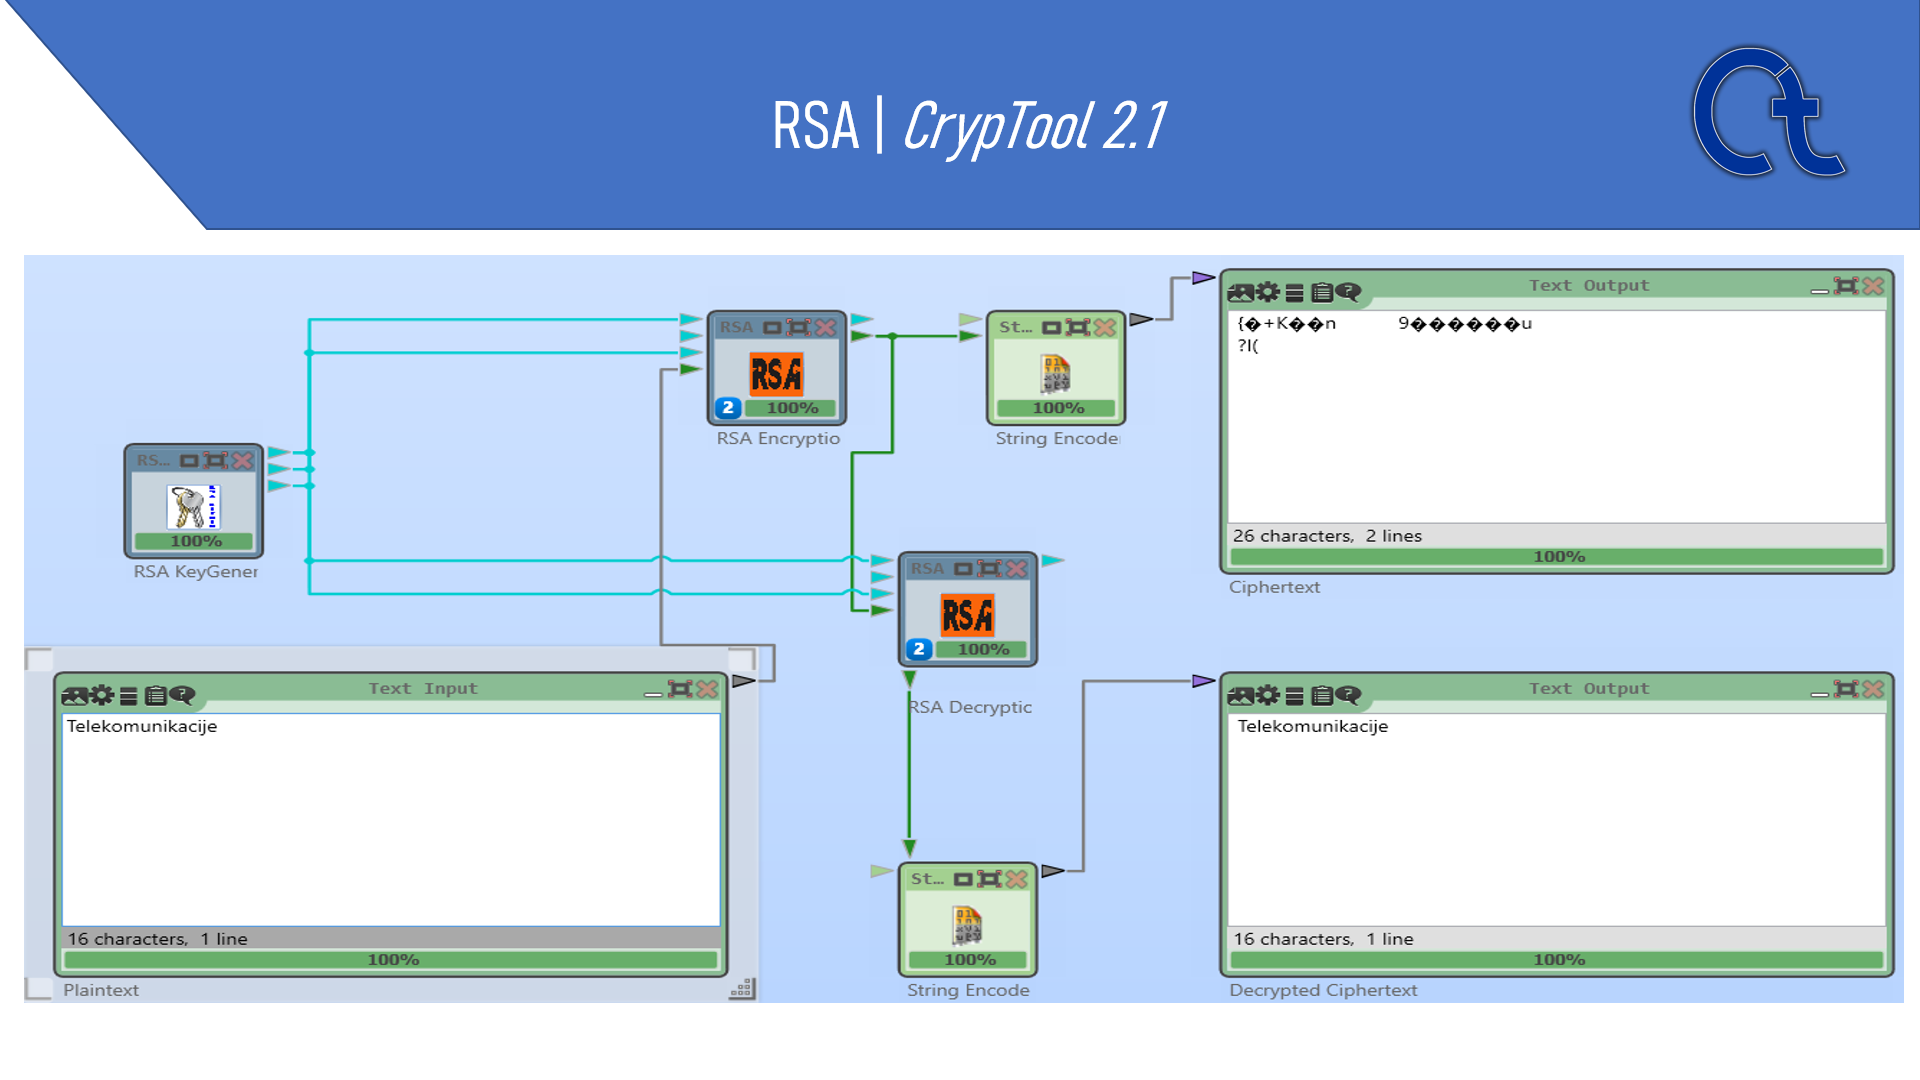 RSA | CrypTool 2.1
Ct
Text Output
{�+K��n 9������u
?I(
26 characters, 2 lines
100%
Ciphertext
RSA
RSA
2 100%
RSA Encryptio
St...
100%
String Encode
RS...
100%
RSA KeyGener
RSA
RSA
2 100%
RSA Decryptic
Text Input
Telekomunikacije
16 characters, 1 line
100%
Plaintext
St...
100%
String Encode
Text Output
Telekomunikacije
16 characters, 1 line
100%
Decrypted Ciphertext